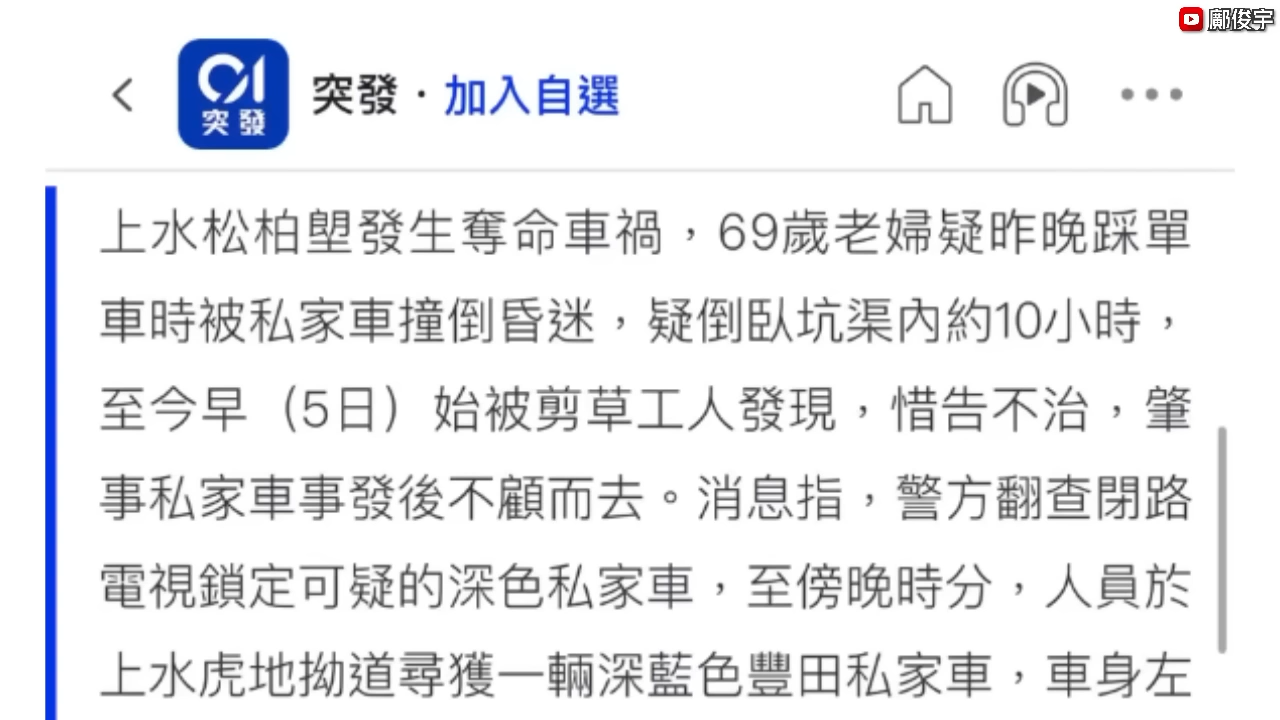 鄺俊宇
01
突發
突發·加入自選
上水松柏塱發生奪命車禍，69歲老婦疑昨晚踩單
車時被私家車撞倒昏迷，疑倒臥坑渠內約10小時，
至今早（5日）始被剪草工人發現，惜告不治，肇
事私家車事發後不顧而去。消息指，警方翻查閉路
電視鎖定可疑的深色私家車，至傍晚時分，人員於
上水虎地拗道尋獲一輛深藍色豐田私家車，車身左